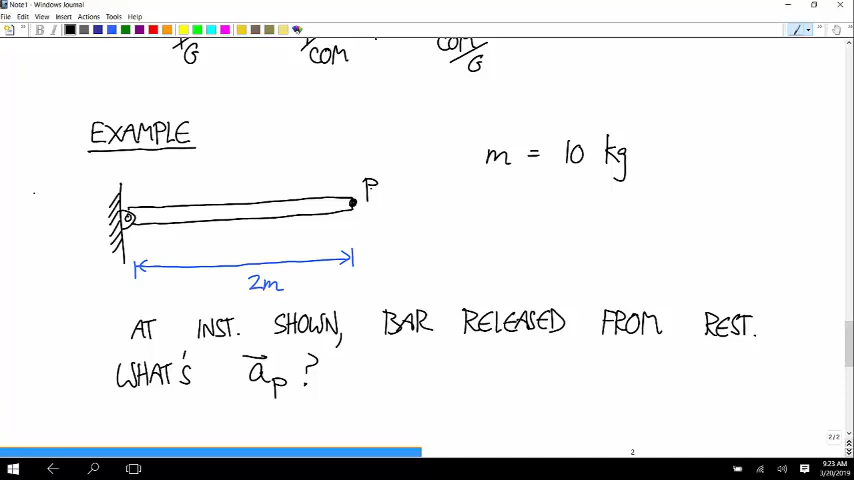 Note1 - Windows Journal
File Edit View Insert Actions Tools Help
B I
G
COM
COM/G
EXAMPLE
m = 10 kg
P
2m
AT INST. SHOWN, BAR RELEASED FROM REST.
WHAT'S a⃗p ?
2/2
2
9:23 AM
3/20/2019